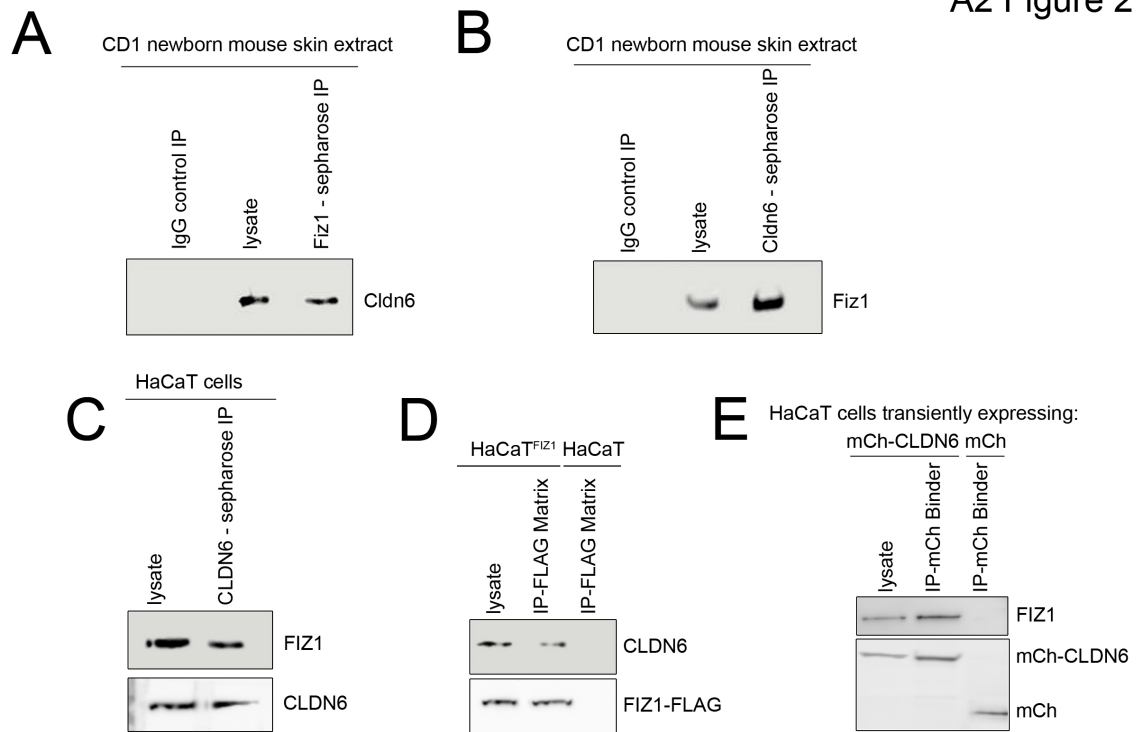 A2 Figure 2
A
CD1 newborn mouse skin extract
IgG control IP
lysate
Fiz1 - sepharose IP
Cldn6
B
CD1 newborn mouse skin extract
IgG control IP
lysate
Cldn6 - sepharose IP
Fiz1
C
HaCaT cells
lysate
CLDN6 - sepharose IP
FIZ1
CLDN6
D
HaCaTFIZ1 HaCaT
lysate
IP-FLAG Matrix
IP-FLAG Matrix
CLDN6
FIZ1-FLAG
E
HaCaT cells transiently expressing:
mCh-CLDN6 mCh
lysate
IP-mCh Binder
IP-mCh Binder
FIZ1
mCh-CLDN6
mCh